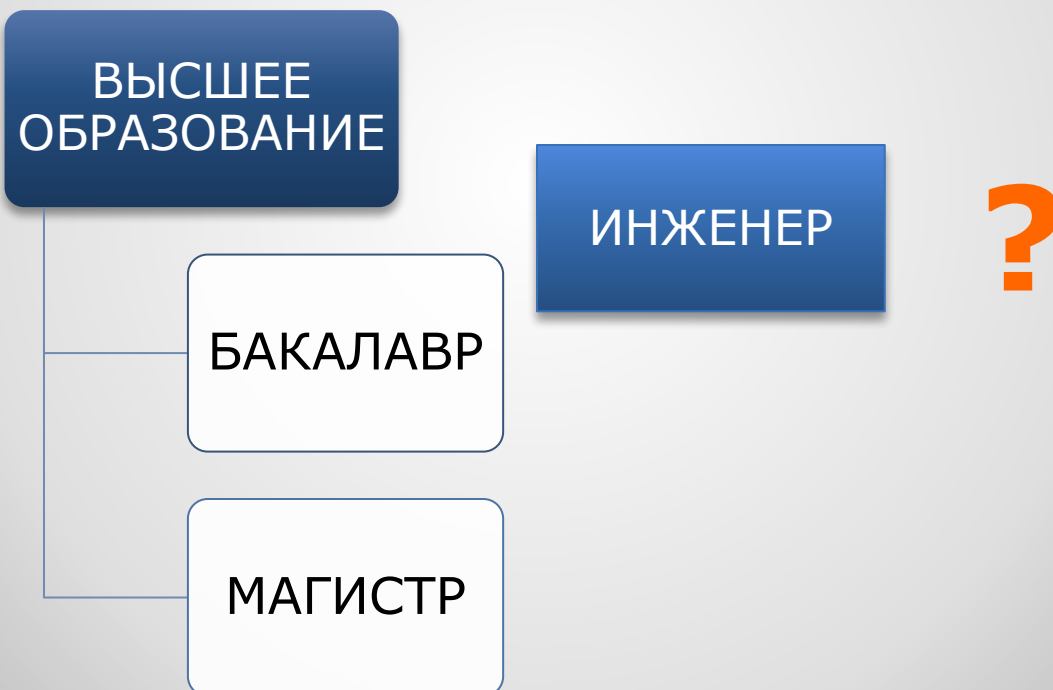 ВЫСШЕЕ
ОБРАЗОВАНИЕ
ИНЖЕНЕР
?
БАКАЛАВР
МАГИСТР